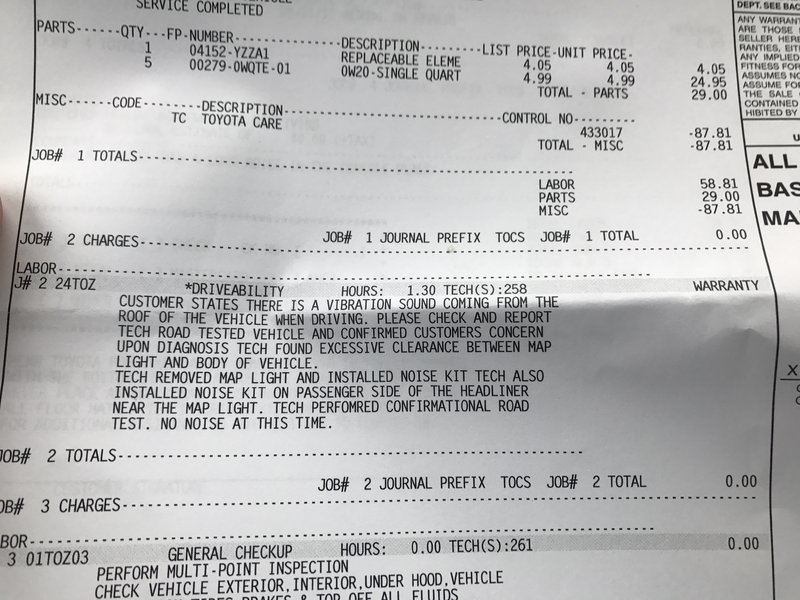 SERVICE COMPLETED
PARTS------QTY---FP-NUMBER---------------DESCRIPTION-------------LIST PRICE-UNIT PRICE-
1 04152-YZZA1 REPLACEABLE ELEME 4.05 4.05 4.05
5 00279-0WQTE-01 0W20-SINGLE QUART 4.99 4.99 24.95
TOTAL - PARTS 29.00
MISC------CODE------DESCRIPTION--------------------------------CONTROL NO---------
TC TOYOTA CARE 433017 -87.81
TOTAL - MISC -87.81
JOB# 1 TOTALS
LABOR 58.81
PARTS 29.00
MISC -87.81
JOB# 1 JOURNAL PREFIX TOCS JOB# 1 TOTAL 0.00
JOB# 2 CHARGES
LABOR
J# 2 24TOZ *DRIVEABILITY HOURS: 1.30 TECH(S):258 WARRANTY
CUSTOMER STATES THERE IS A VIBRATION SOUND COMING FROM THE
ROOF OF THE VEHICLE WHEN DRIVING. PLEASE CHECK AND REPORT
TECH ROAD TESTED VEHICLE AND CONFIRMED CUSTOMERS CONCERN
UPON DIAGNOSIS TECH FOUND EXCESSIVE CLEARANCE BETWEEN MAP
LIGHT AND BODY OF VEHICLE.
TECH REMOVED MAP LIGHT AND INSTALLED NOISE KIT TECH ALSO
INSTALLED NOISE KIT ON PASSENGER SIDE OF THE HEADLINER
NEAR THE MAP LIGHT. TECH PERFOMRED CONFIRMATIONAL ROAD
TEST. NO NOISE AT THIS TIME.
JOB# 2 TOTALS
JOB# 2 JOURNAL PREFIX TOCS JOB# 2 TOTAL 0.00
OB# 3 CHARGES
BOR
3 01TOZ03 GENERAL CHECKUP HOURS: 0.00 TECH(S):261 0.00
PERFORM MULTI-POINT INSPECTION
CHECK VEHICLE EXTERIOR,INTERIOR,UNDER HOOD,VEHICLE
BRAKES & TOP OFF ALL FLUIDS
DEPT. SEE BAC
ANY WARRANT
ARE THOSE
SELLER HERE
RANTIES, EIT
ANY IMPLIED
FITNESS FOR
ASSUMES NO
ASSUME FO
THE SALE
CONTAINED
HIBITED BY
ALL
BAS
MA
X